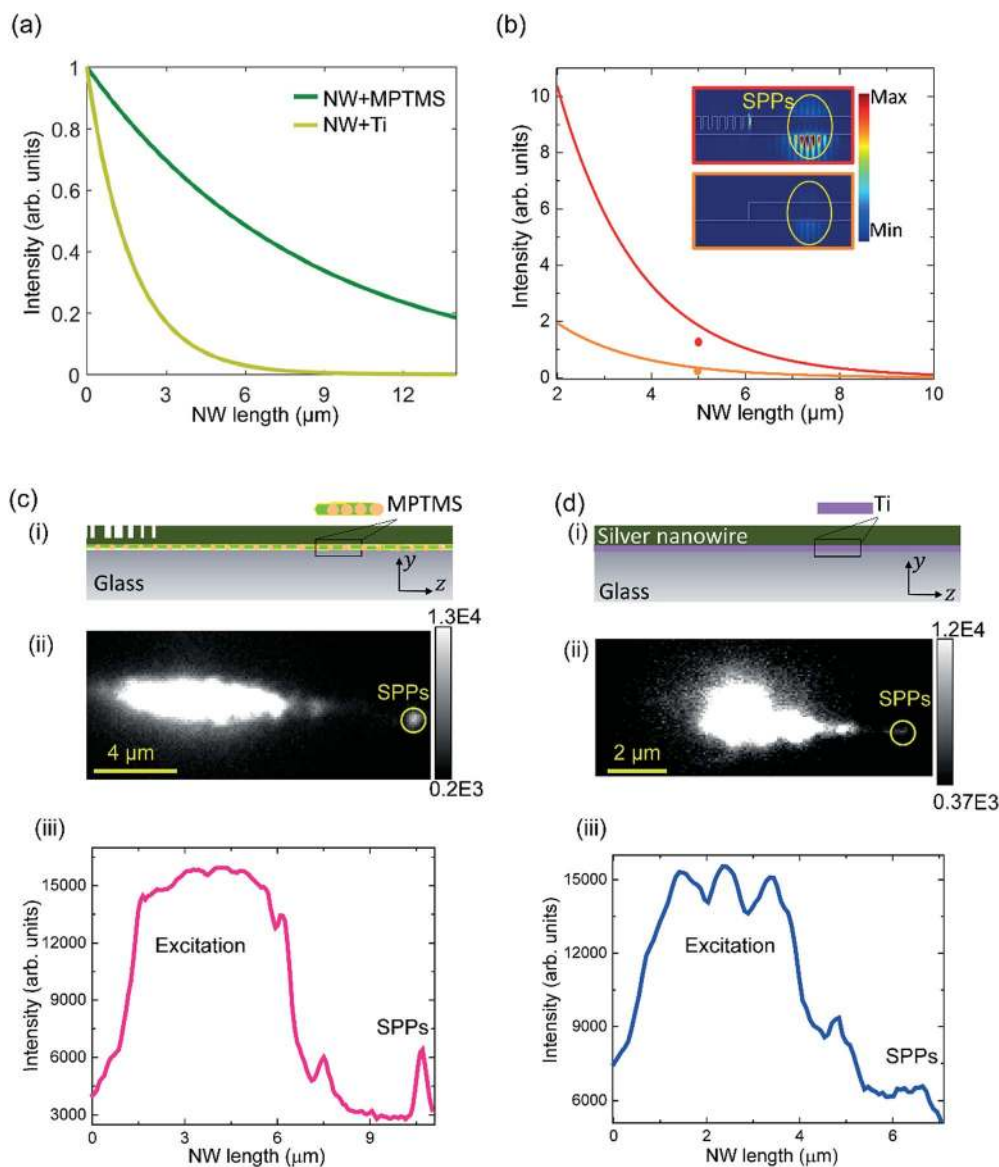 (a)
Intensity (arb. units)
1
0.8
0.6
0.4
0.2
0
NW+MPTMS
NW+Ti
0 3 6 9 12
NW length (μm)
(b)
Intensity (arb. units)
10
8
6
4
2
0
SPPs
Max
Min
2 4 6 8 10
NW length (μm)
(c)
MPTMS
(i)
Glass
y
z
(ii)
SPPs
4 μm
1.3E4
0.2E3
(iii)
Intensity (arb. units)
15000
12000
9000
6000
3000
Excitation
SPPs
0 3 6 9
NW length (μm)
(d)
Ti
(i)
Silver nanowire
Glass
y
z
(ii)
SPPs
2 μm
1.2E4
0.37E3
(iii)
Intensity (arb. units)
15000
12000
9000
6000
Excitation
SPPs
0 2 4 6
NW length (μm)